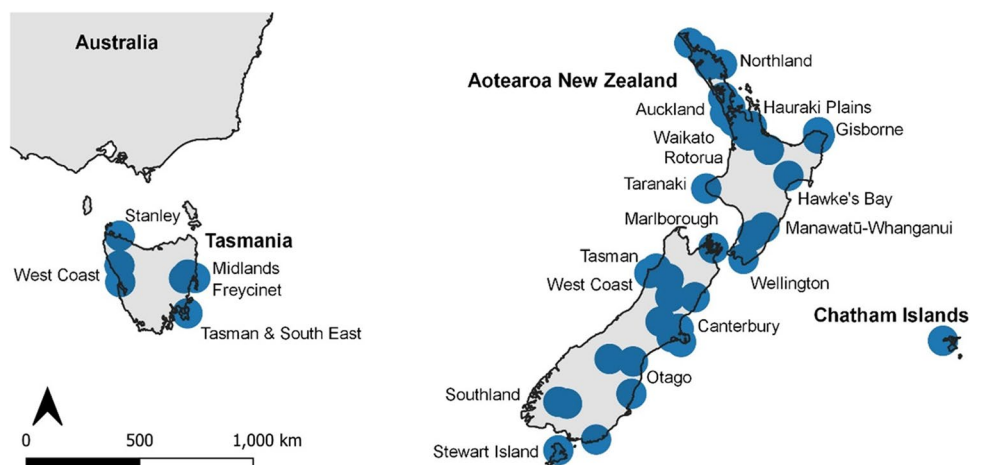 Australia
Aotearoa New Zealand
Northland
Auckland
Hauraki Plains
Waikato
Gisborne
Rotorua
Taranaki
Hawke's Bay
Stanley
Marlborough
Manawatū-Whanganui
Tasmania
Tasman
West Coast
Midlands
West Coast
Wellington
Freycinet
Chatham Islands
Tasman & South East
Canterbury
Otago
Southland
0 500 1,000 km
Stewart Island